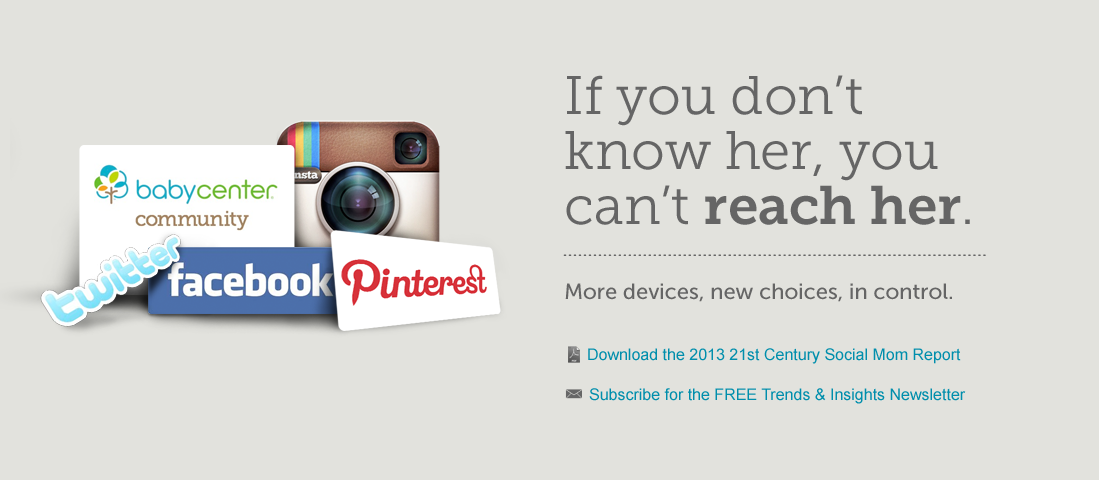 babycenter
community
Insta
twitter
facebook
Pinterest
If you don't
know her, you
can't reach her.
More devices, new choices, in control.
Download the 2013 21st Century Social Mom Report
Subscribe for the FREE Trends & Insights Newsletter